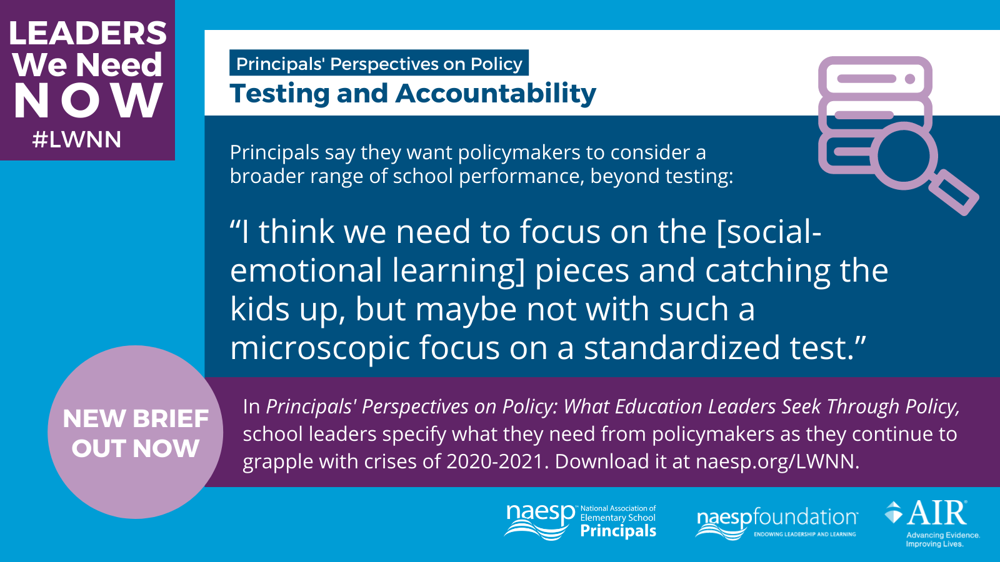 LEADERS
We Need
NOW
#LWNN
Principals' Perspectives on Policy
Testing and Accountability
Principals say they want policymakers to consider a
broader range of school performance, beyond testing:
“I think we need to focus on the [social-
emotional learning] pieces and catching the
kids up, but maybe not with such a
microscopic focus on a standardized test.”
NEW BRIEF
OUT NOW
In Principals' Perspectives on Policy: What Education Leaders Seek Through Policy,
school leaders specify what they need from policymakers as they continue to
grapple with crises of 2020-2021. Download it at naesp.org/LWNN.
naesp™
National Association of
Elementary School
Principals
naespfoundation™
ENDOWING LEADERSHIP AND LEARNING
AIR®
Advancing Evidence.
Improving Lives.